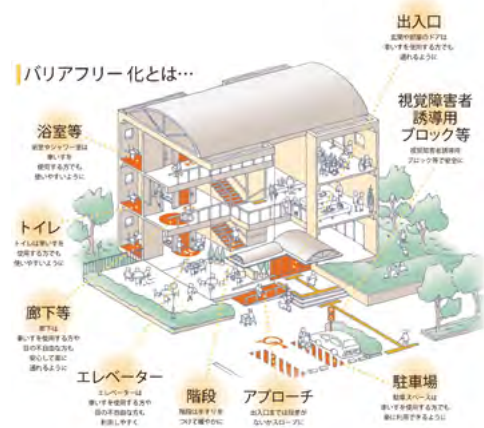 バリアフリー化とは…
出入口
玄関や部屋のドアは
車いすを使用する方でも
通れるように
視覚障害者
誘導用
ブロック等
視覚障害者誘導用
ブロック等で安全に
浴室等
浴室やシャワー室は
車いすを
使用する方でも
使いやすいように
トイレ
トイレは車いすを
使用する方でも
使いやすいように
廊下等
廊下は
車いすを使用する方や
目の不自由な方も
安心して楽に
通れるように
エレベーター
エレベーターは
車いすを使用する方や
目の不自由な方も
利用しやすく
階段
階段は手すりを
つけて緩やかに
アプローチ
出入口までは段差が
ないかスロープに
駐車場
駐車スペースは
車いすを使用する方でも
楽に利用できるように